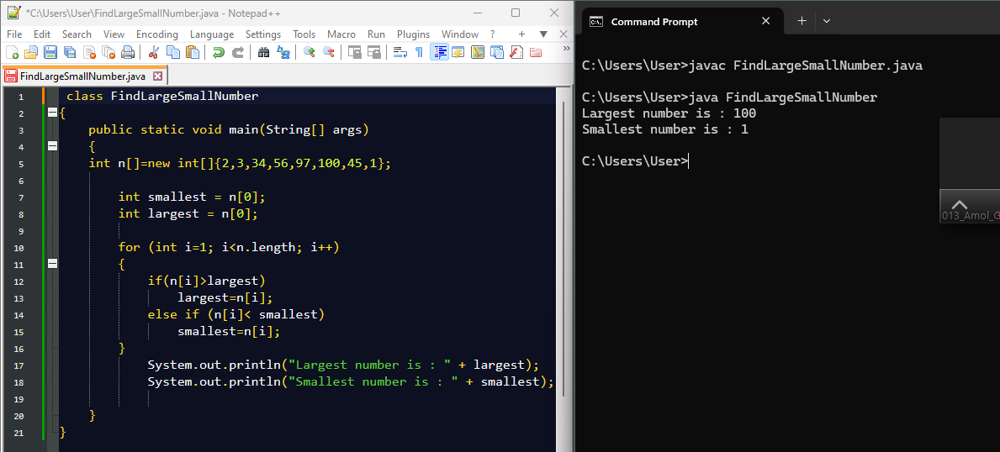 *C:\Users\User\FindLargeSmallNumber.java - Notepad++
File Edit Search View Encoding Language Settings Tools Macro Run Plugins Window ? + ▼ X
FindLargeSmallNumber.java
1 class FindLargeSmallNumber
2 {
3 public static void main(String[] args)
4 {
5 int n[]=new int[]{2,3,34,56,97,100,45,1};
6
7 int smallest = n[0];
8 int largest = n[0];
9
10 for (int i=1; i<n.length; i++)
11 {
12 if(n[i]>largest)
13 largest=n[i];
14 else if (n[i]< smallest)
15 smallest=n[i];
16 }
17 System.out.println("Largest number is : " + largest);
18 System.out.println("Smallest number is : " + smallest);
19
20 }
21 }
Command Prompt
C:\Users\User>javac FindLargeSmallNumber.java
C:\Users\User>java FindLargeSmallNumber
Largest number is : 100
Smallest number is : 1
C:\Users\User>
013_Amol_G